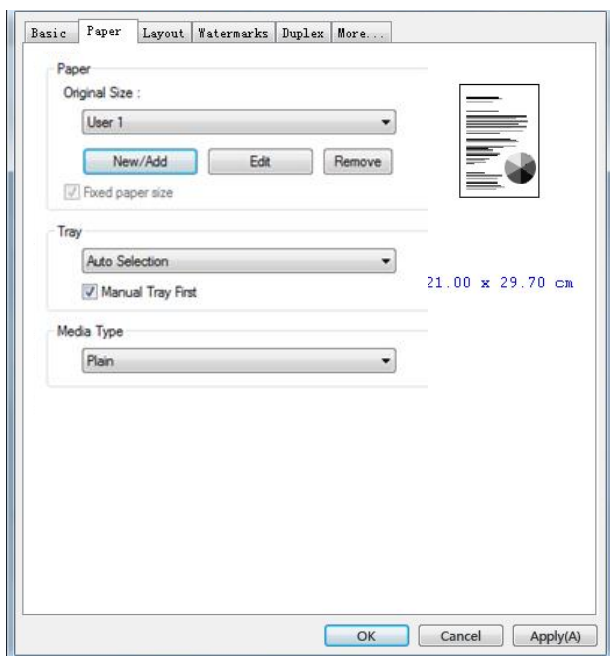 Basic Paper Layout Watermarks Duplex More...
Paper
Original Size :
User 1
New/Add Edit Remove
Fixed paper size
Tray
Auto Selection
Manual Tray First
21.00 x 29.70 cm
Media Type
Plain
OK Cancel Apply(A)